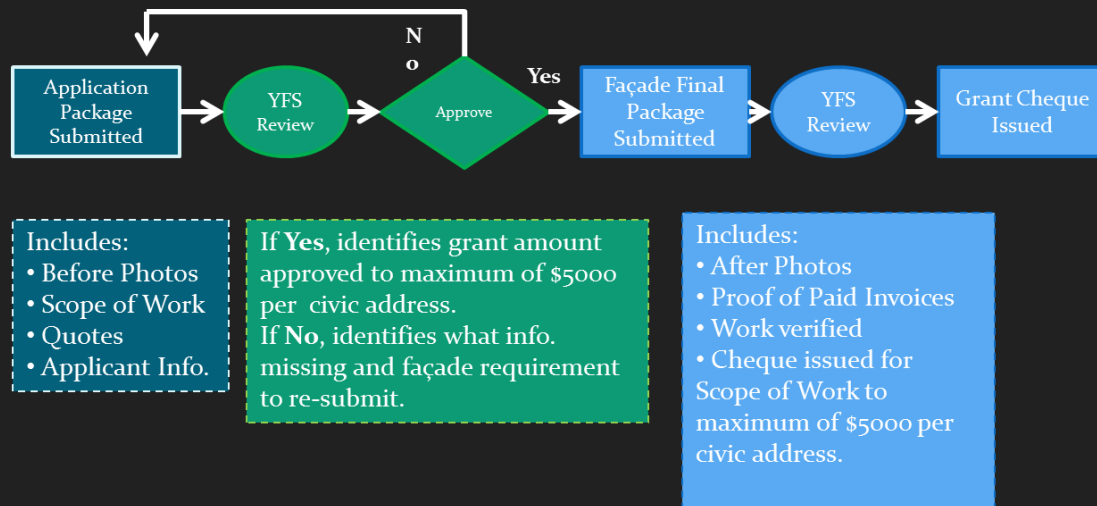 N
o
Yes
Application
Package
Submitted
YFS
Review
Approve
Façade Final
Package
Submitted
YFS
Review
Grant Cheque
Issued
Includes:
• Before Photos
• Scope of Work
• Quotes
• Applicant Info.
If Yes, identifies grant amount
approved to maximum of $5000
per civic address.
If No, identifies what info.
missing and façade requirement
to re-submit.
Includes:
• After Photos
• Proof of Paid Invoices
• Work verified
• Cheque issued for
Scope of Work to
maximum of $5000 per
civic address.